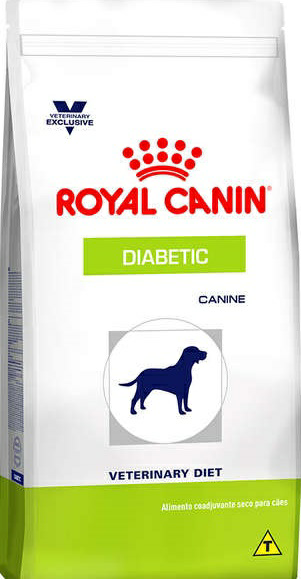 VETERINARY
EXCLUSIVE
ROYAL CANIN
DIABETIC
CANINE
VETERINARY DIET
Alimento coadjuvante seco para cães
T